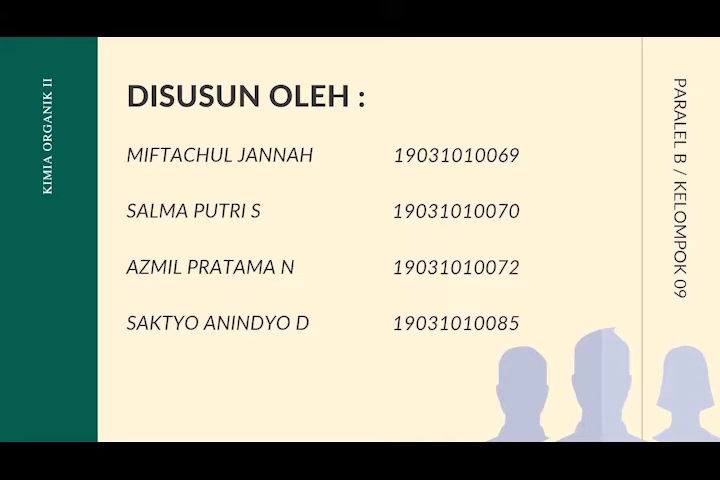 KIMIA ORGANIK II
DISUSUN OLEH :
MIFTACHUL JANNAH 19031010069
SALMA PUTRI S 19031010070
AZMIL PRATAMA N 19031010072
SAKTYO ANINDYO D 19031010085
PARALEL B / KELOMPOK 09